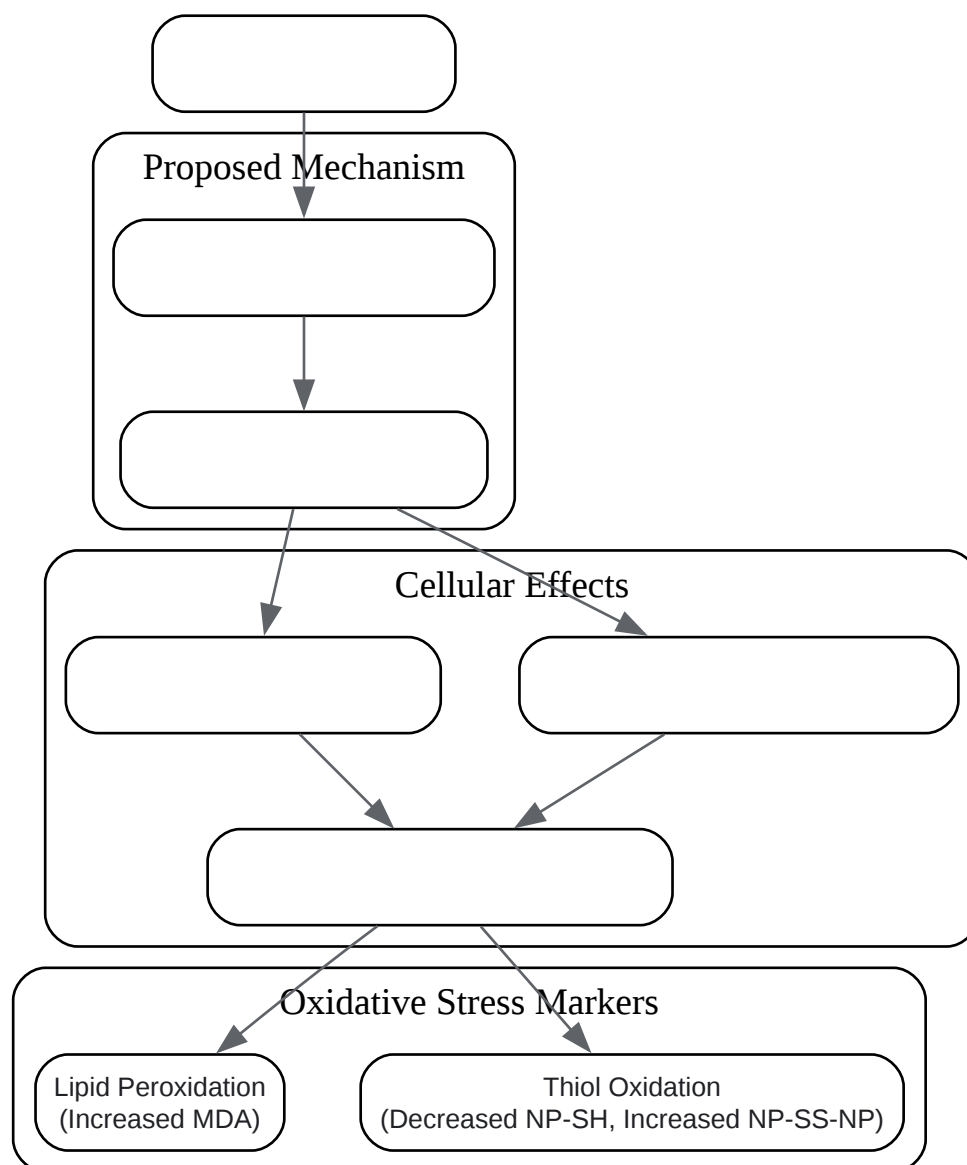 Proposed Mechanism
Cellular Effects
Oxidative Stress Markers
Lipid Peroxidation
(Increased MDA)
Thiol Oxidation
(Decreased NP-SH, Increased NP-SS-NP)